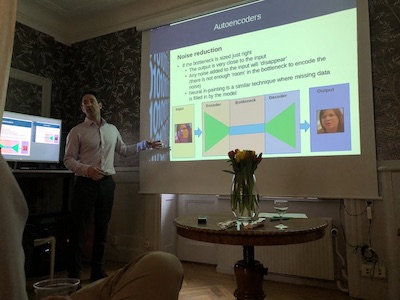 Autoencoders
Noise reduction
• If the bottleneck is sized just right
• The output is very close to the input
• Any noise added to the input will 'disappear'
(there is not enough 'room' in the bottleneck to encode the
noise)
• Neural in painting is a similar technique where missing data
is filled in by the model
Input
Encoder
Bottleneck
Decoder
Output